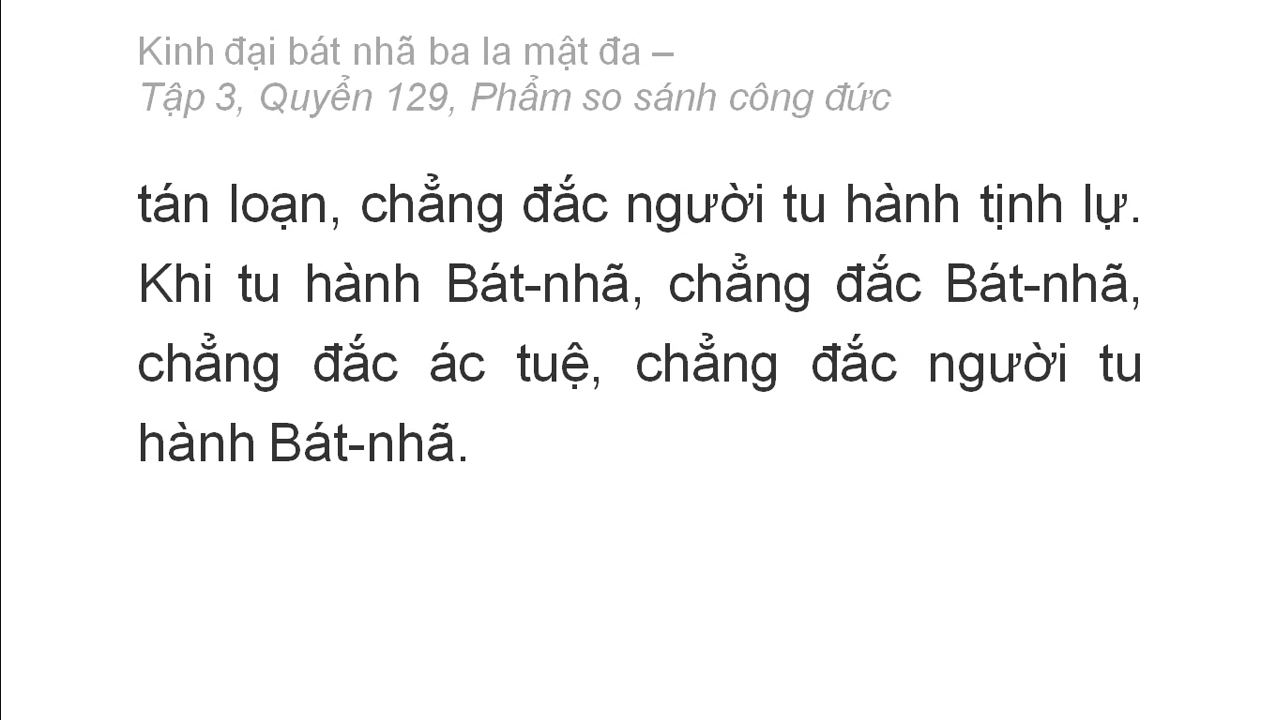 Kinh đại bát nhã ba la mật đa –
Tập 3, Quyển 129, Phẩm so sánh công đức
tán loạn, chẳng đắc người tu hành tịnh lự.
Khi tu hành Bát-nhã, chẳng đắc Bát-nhã,
chẳng đắc ác tuệ, chẳng đắc người tu
hành Bát-nhã.